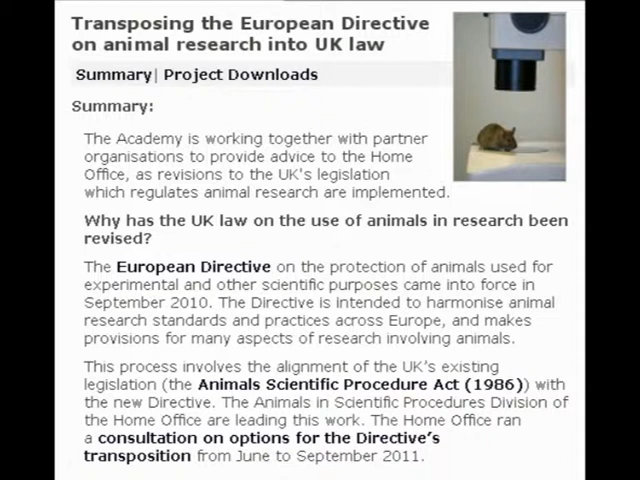 Transposing the European Directive
on animal research into UK law
Summary| Project Downloads
Summary:
The Academy is working together with partner
organisations to provide advice to the Home
Office, as revisions to the UK's legislation
which regulates animal research are implemented.
Why has the UK law on the use of animals in research been
revised?
The European Directive on the protection of animals used for
experimental and other scientific purposes came into force in
September 2010. The Directive is intended to harmonise animal
research standards and practices across Europe, and makes
provisions for many aspects of research involving animals.
This process involves the alignment of the UK's existing
legislation (the Animals Scientific Procedure Act (1986)) with
the new Directive. The Animals in Scientific Procedures Division of
the Home Office are leading this work. The Home Office ran
a consultation on options for the Directive's
transposition from June to September 2011.